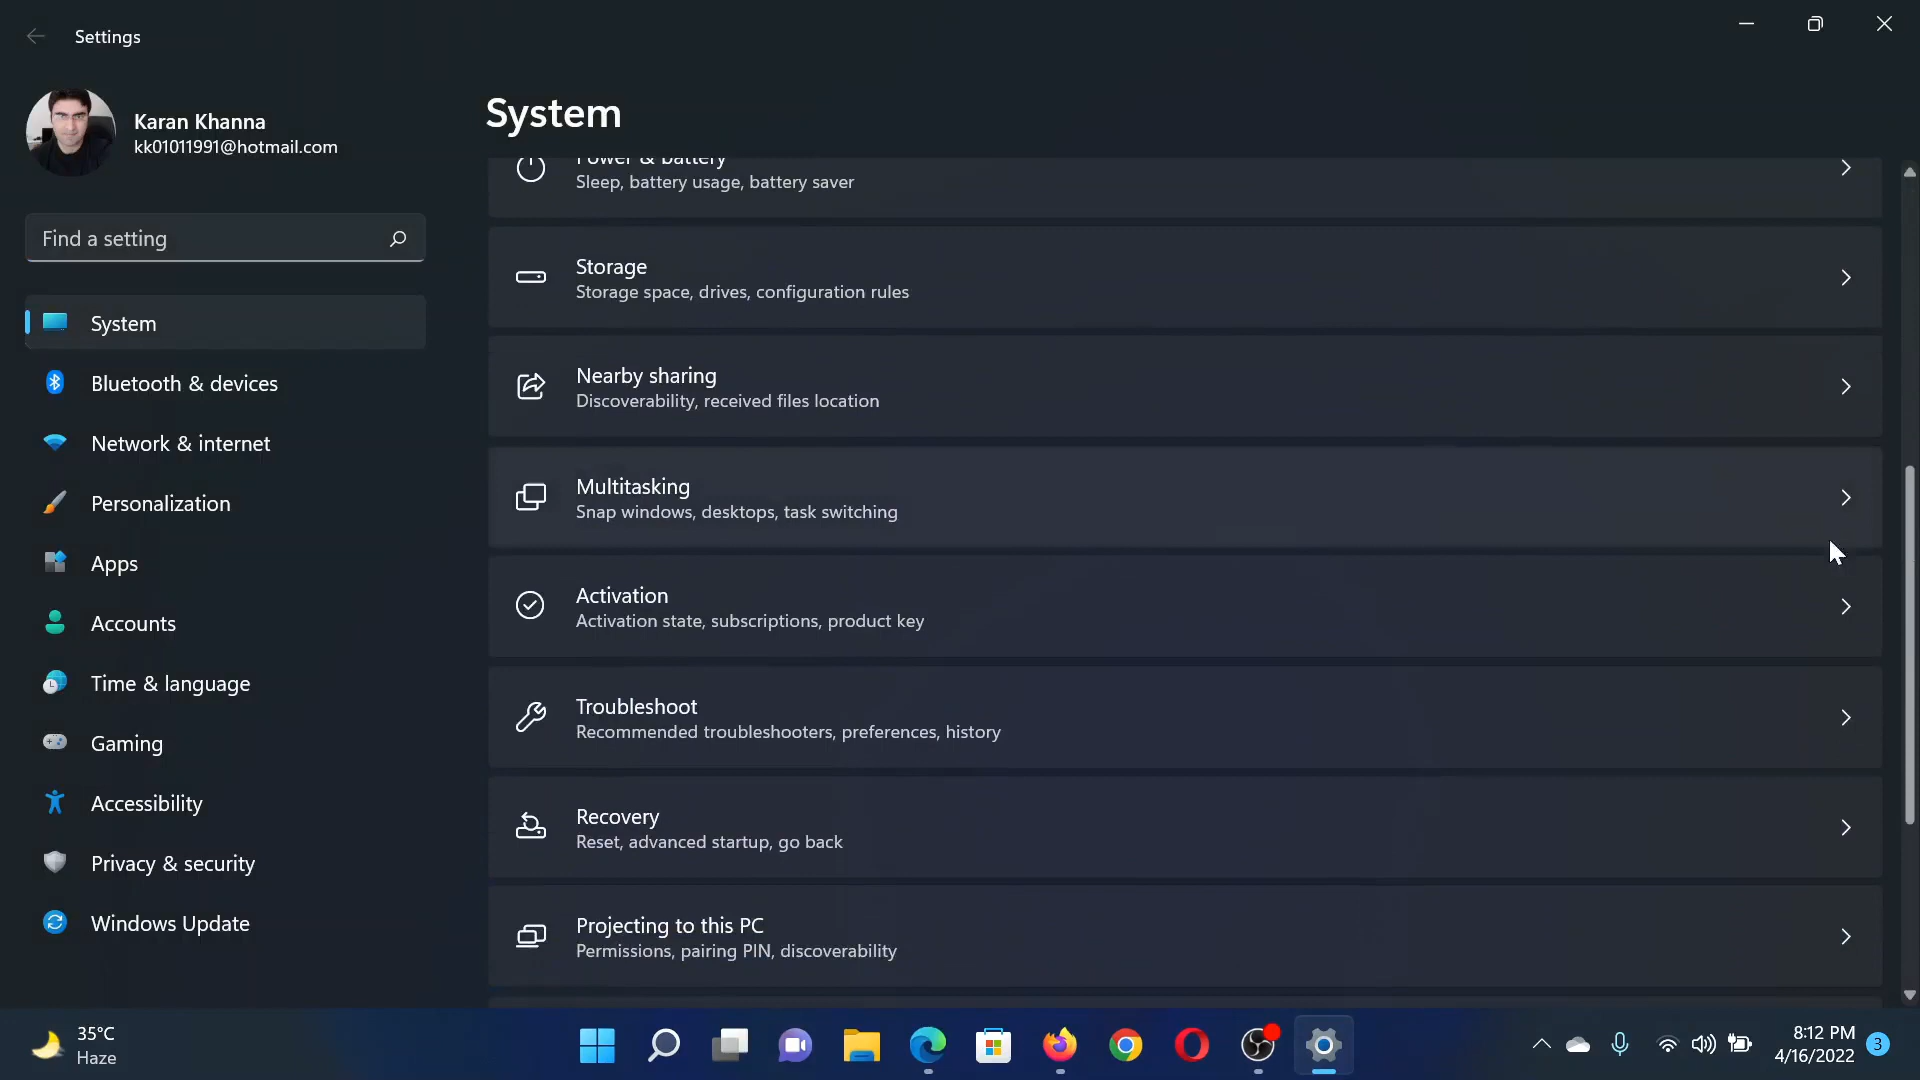 Settings
Karan Khanna
kk01011991@hotmail.com
Find a setting
System
Bluetooth & devices
Network & internet
Personalization
Apps
Accounts
Time & language
Gaming
Accessibility
Privacy & security
Windows Update
System
Power & battery
Sleep, battery usage, battery saver
Storage
Storage space, drives, configuration rules
Nearby sharing
Discoverability, received files location
Multitasking
Snap windows, desktops, task switching
Activation
Activation state, subscriptions, product key
Troubleshoot
Recommended troubleshooters, preferences, history
Recovery
Reset, advanced startup, go back
Projecting to this PC
Permissions, pairing PIN, discoverability
35°C
Haze
8:12 PM
4/16/2022
3